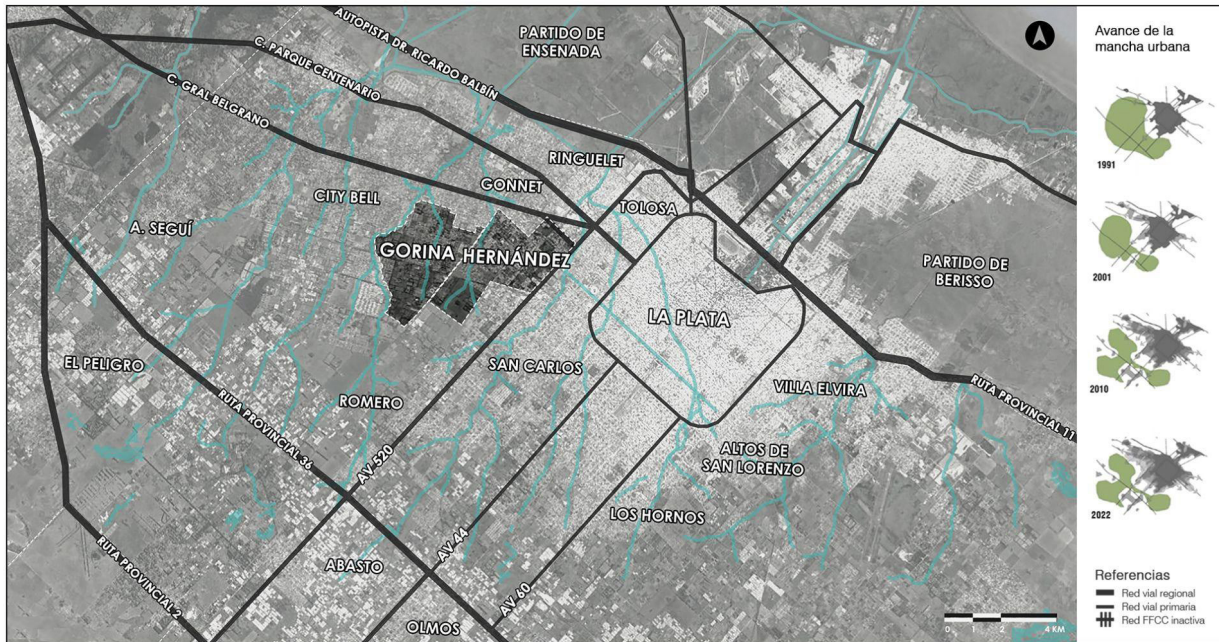 PARTIDO DE
ENSENADA
AUTOPISTA DR. RICARDO BALBÍN
C. PARQUE CENTENARIO
C. GRAL BELGRANO
RINGUELET
GONNET
CITY BELL
TOLOSA
A. SEGUÍ
GORINA HERNÁNDEZ
PARTIDO DE
BERISSO
LA PLATA
EL PELIGRO
SAN CARLOS
VILLA ELVIRA
ROMERO
RUTA PROVINCIAL 36
RUTA PROVINCIAL 11
AV. 520
ALTOS DE
SAN LORENZO
LOS HORNOS
AV. 44
ABASTO
AV. 60
RUTA PROVINCIAL 2
OLMOS
0 1 2 4 KM
Avance de la
mancha urbana
1991
2001
2010
2022
Referencias
Red vial regional
Red vial primaria
Red FFCC inactiva